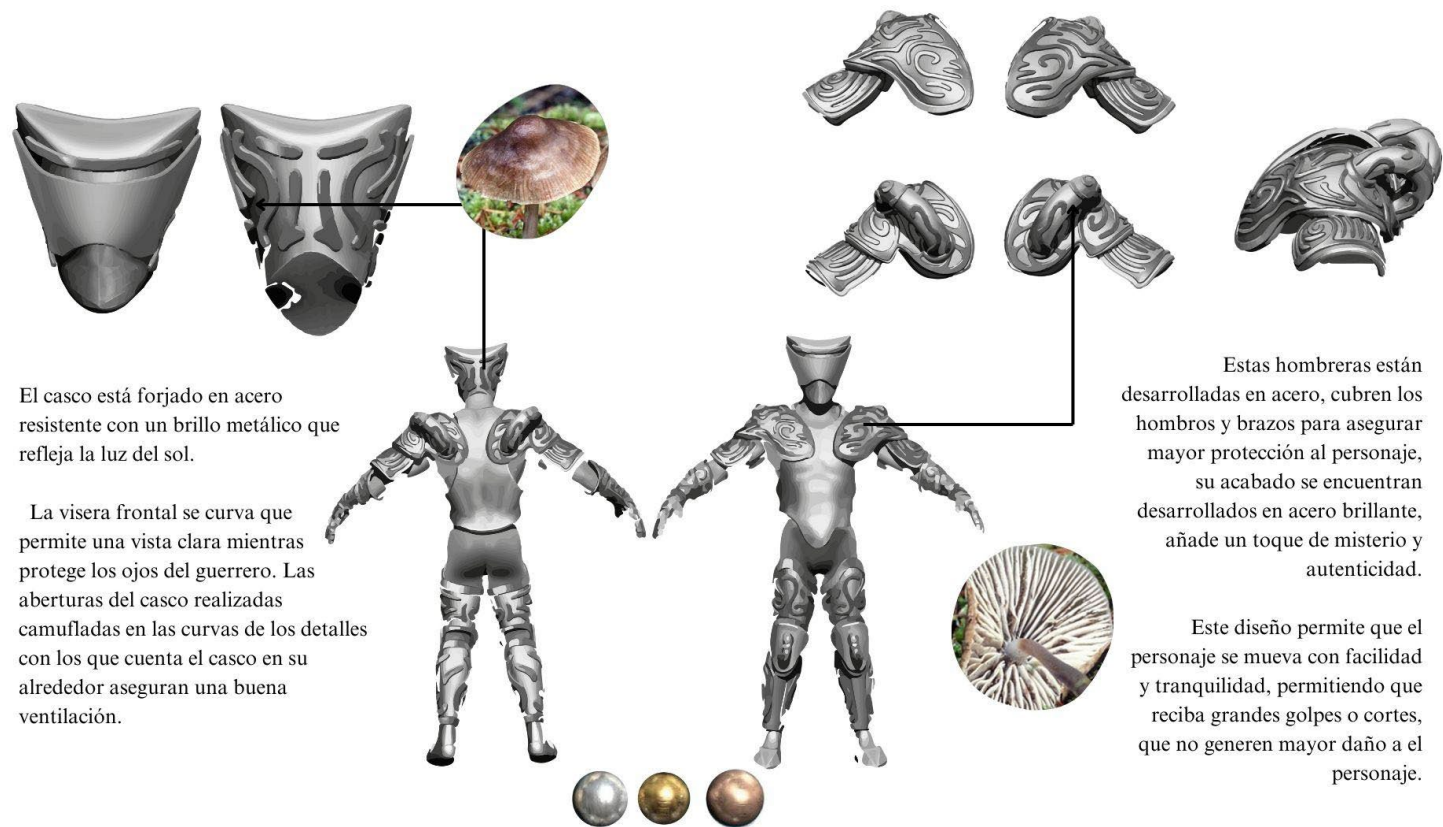 El casco está forjado en acero
resistente con un brillo metálico que
refleja la luz del sol.
La visera frontal se curva que
permite una vista clara mientras
protege los ojos del guerrero. Las
aberturas del casco realizadas
camufladas en las curvas de los detalles
con los que cuenta el casco en su
alrededor aseguran una buena
ventilación.
Estas hombreras están
desarrolladas en acero, cubren los
hombros y brazos para asegurar
mayor protección al personaje,
su acabado se encuentran
desarrollados en acero brillante,
añade un toque de misterio y
autenticidad.
Este diseño permite que el
personaje se mueva con facilidad
y tranquilidad, permitiendo que
reciba grandes golpes o cortes,
que no generen mayor daño a el
personaje.